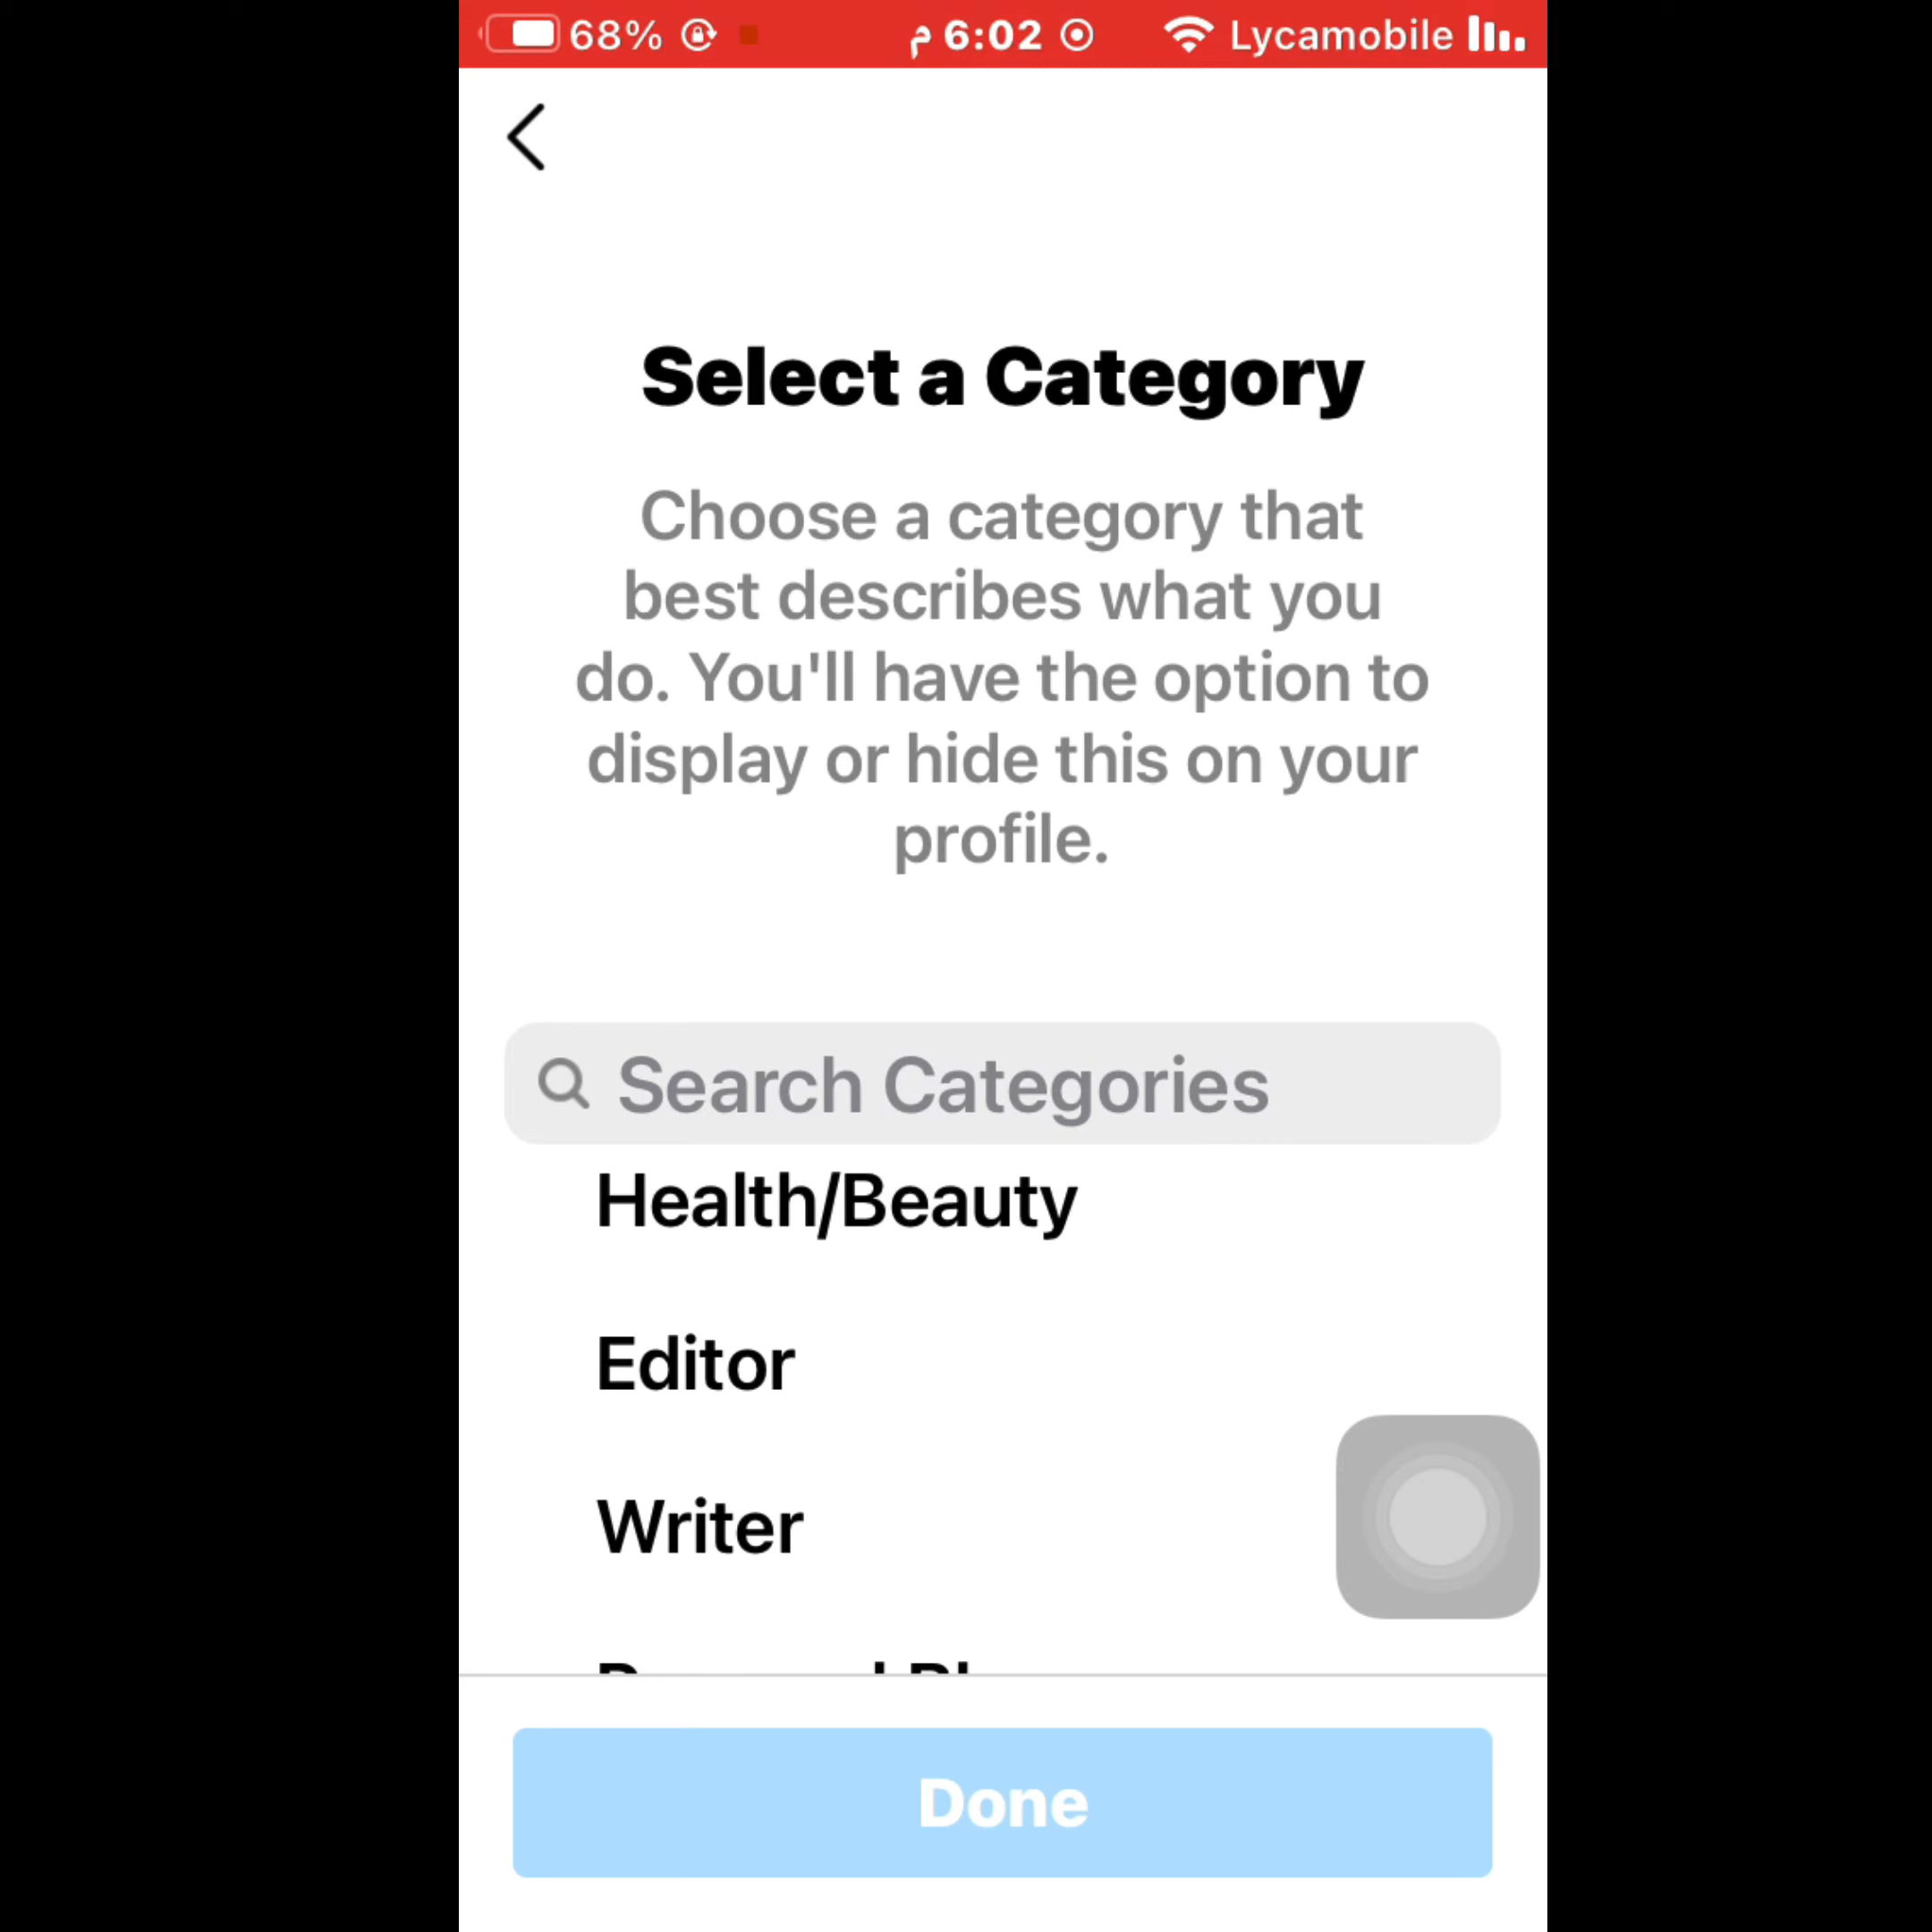 68% م 6:02 Lycamobile
Select a Category
Choose a category that
best describes what you
do. You'll have the option to
display or hide this on your
profile.
Search Categories
Health/Beauty
Editor
Writer
Done